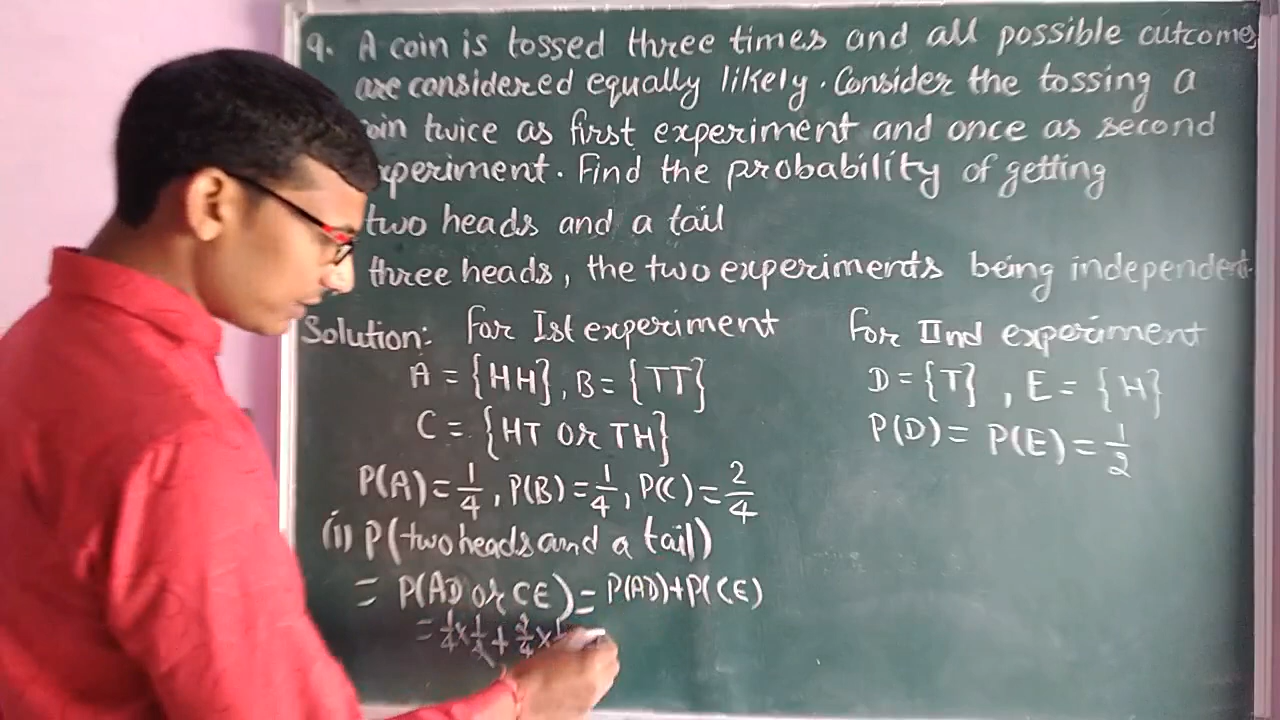 9. A coin is tossed three times and all possible outcomes
are considered equally likely. Consider the tossing a
oin twice as first experiment and once as second
xperiment. Find the probability of getting
two heads and a tail
three heads, the two experiments being independent.
Solution: For Ist experiment For IInd experiment
A = {HH}, B = {TT} D = {T} , E = {H}
C = {HT or TH} P(D) = P(E) = 1/2
P(A) = 1/4, P(B) = 1/4, P(C) = 2/4
(i) P(two heads and a tail)
= P(AD or CE) = P(AD)+P(CE)
= 1/4 × 1/2 + 2/4 × 1